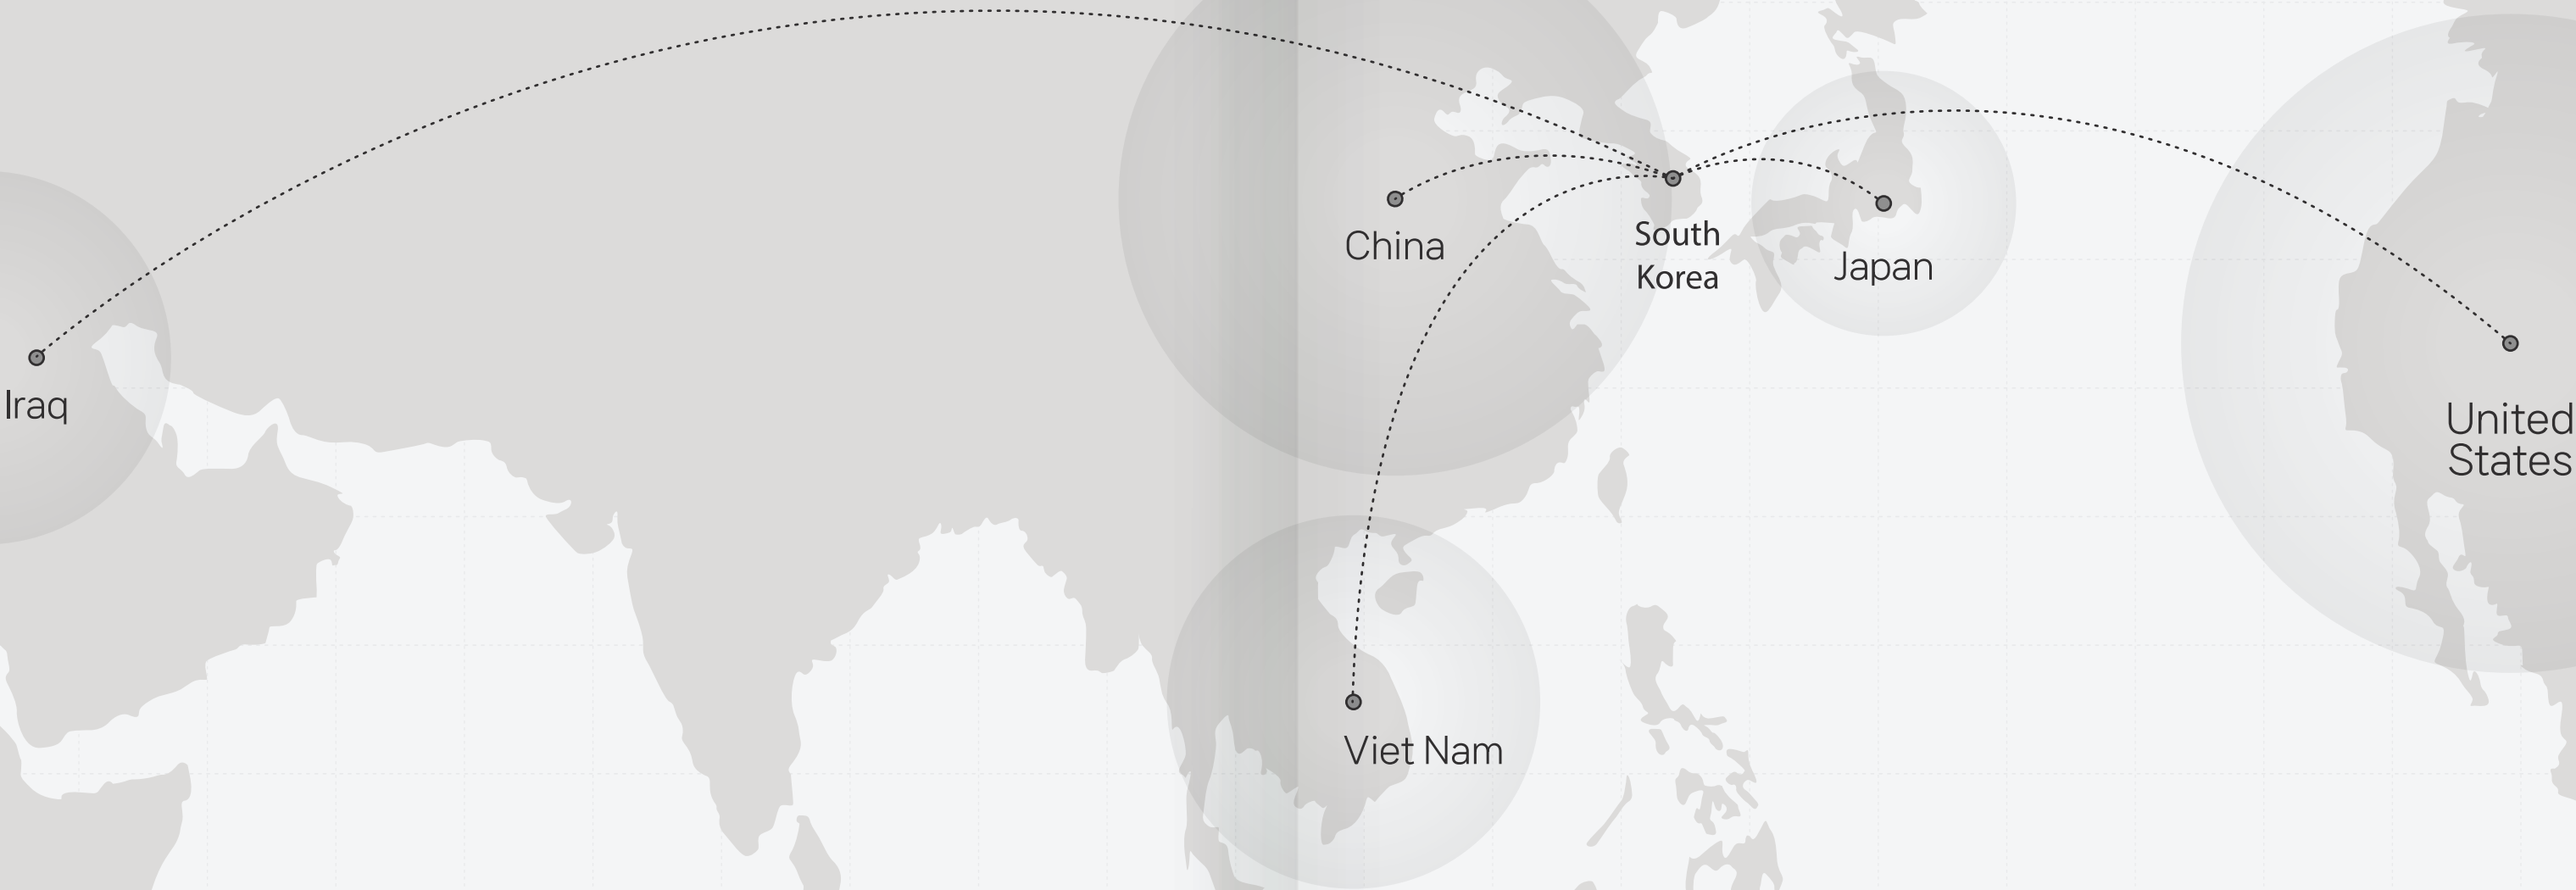 China
South
Korea
Japan
Iraq
United
States
Viet Nam